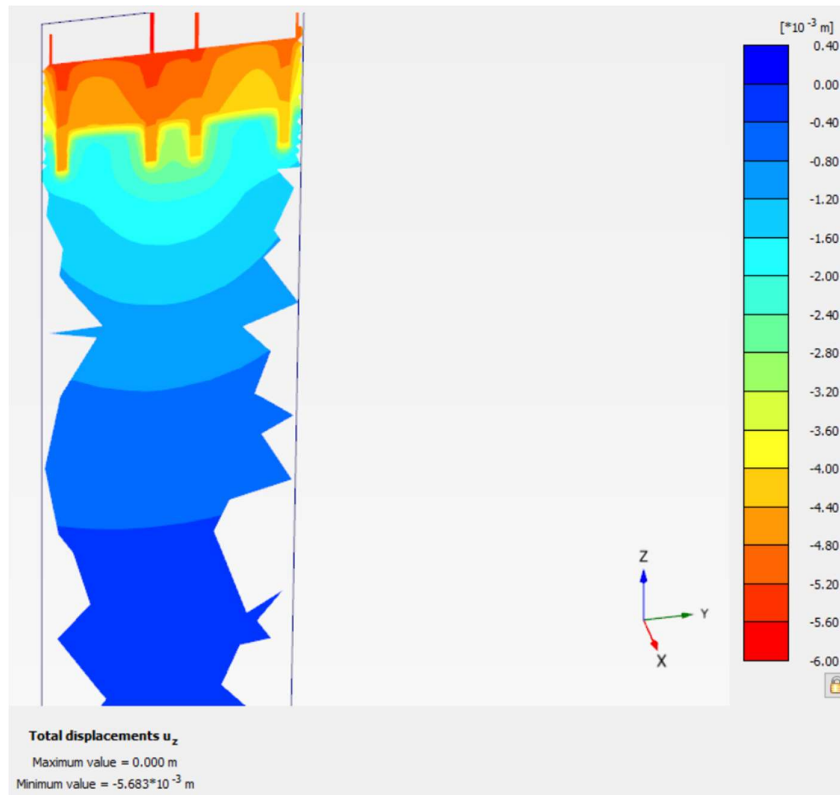 [*10⁻³ m]
0.40
0.00
-0.40
-0.80
-1.20
-1.60
-2.00
-2.40
-2.80
-3.20
-3.60
-4.00
-4.40
-4.80
-5.20
-5.60
-6.00
Z
Y
X
Total displacements u_z
Maximum value = 0.000 m
Minimum value = -5.683*10⁻³ m